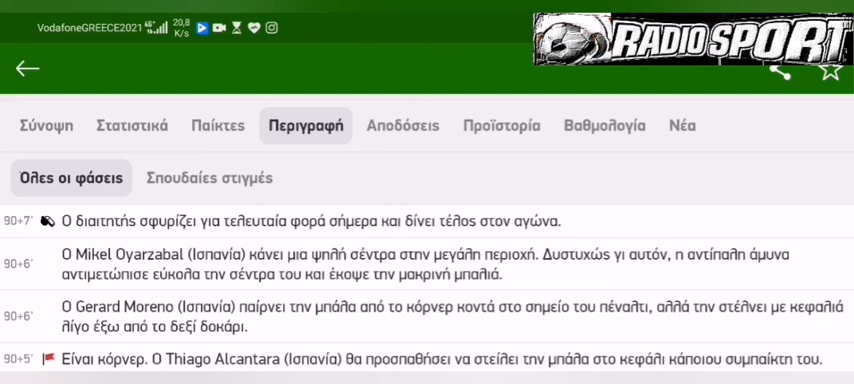 VodafoneGREECE2021 4G+ 20,8 K/s
RADIO SPORT
Σύνοψη Στατιστικά Παίκτες Περιγραφή Αποδόσεις Προϊστορία Βαθμολογία Νέα
Όλες οι φάσεις Σπουδαίες στιγμές
90+7' Ο διαιτητής σφυρίζει για τελευταία φορά σήμερα και δίνει τέλος στον αγώνα.
90+6' Ο Mikel Oyarzabal (Ισπανία) κάνει μια ψηλή σέντρα στην μεγάλη περιοχή. Δυστυχώς γι αυτόν, η αντίπαλη άμυνα
αντιμετώπισε εύκολα την σέντρα του και έκοψε την μακρινή μπαλιά.
90+6' Ο Gerard Moreno (Ισπανία) παίρνει την μπάλα από το κόρνερ κοντά στο σημείο του πέναλτι, αλλά την στέλνει με κεφαλιά
λίγο έξω από το δεξί δοκάρι.
90+5' Είναι κόρνερ. Ο Thiago Alcantara (Ισπανία) θα προσπαθήσει να στείλει την μπάλα στο κεφάλι κάποιου συμπαίκτη του.